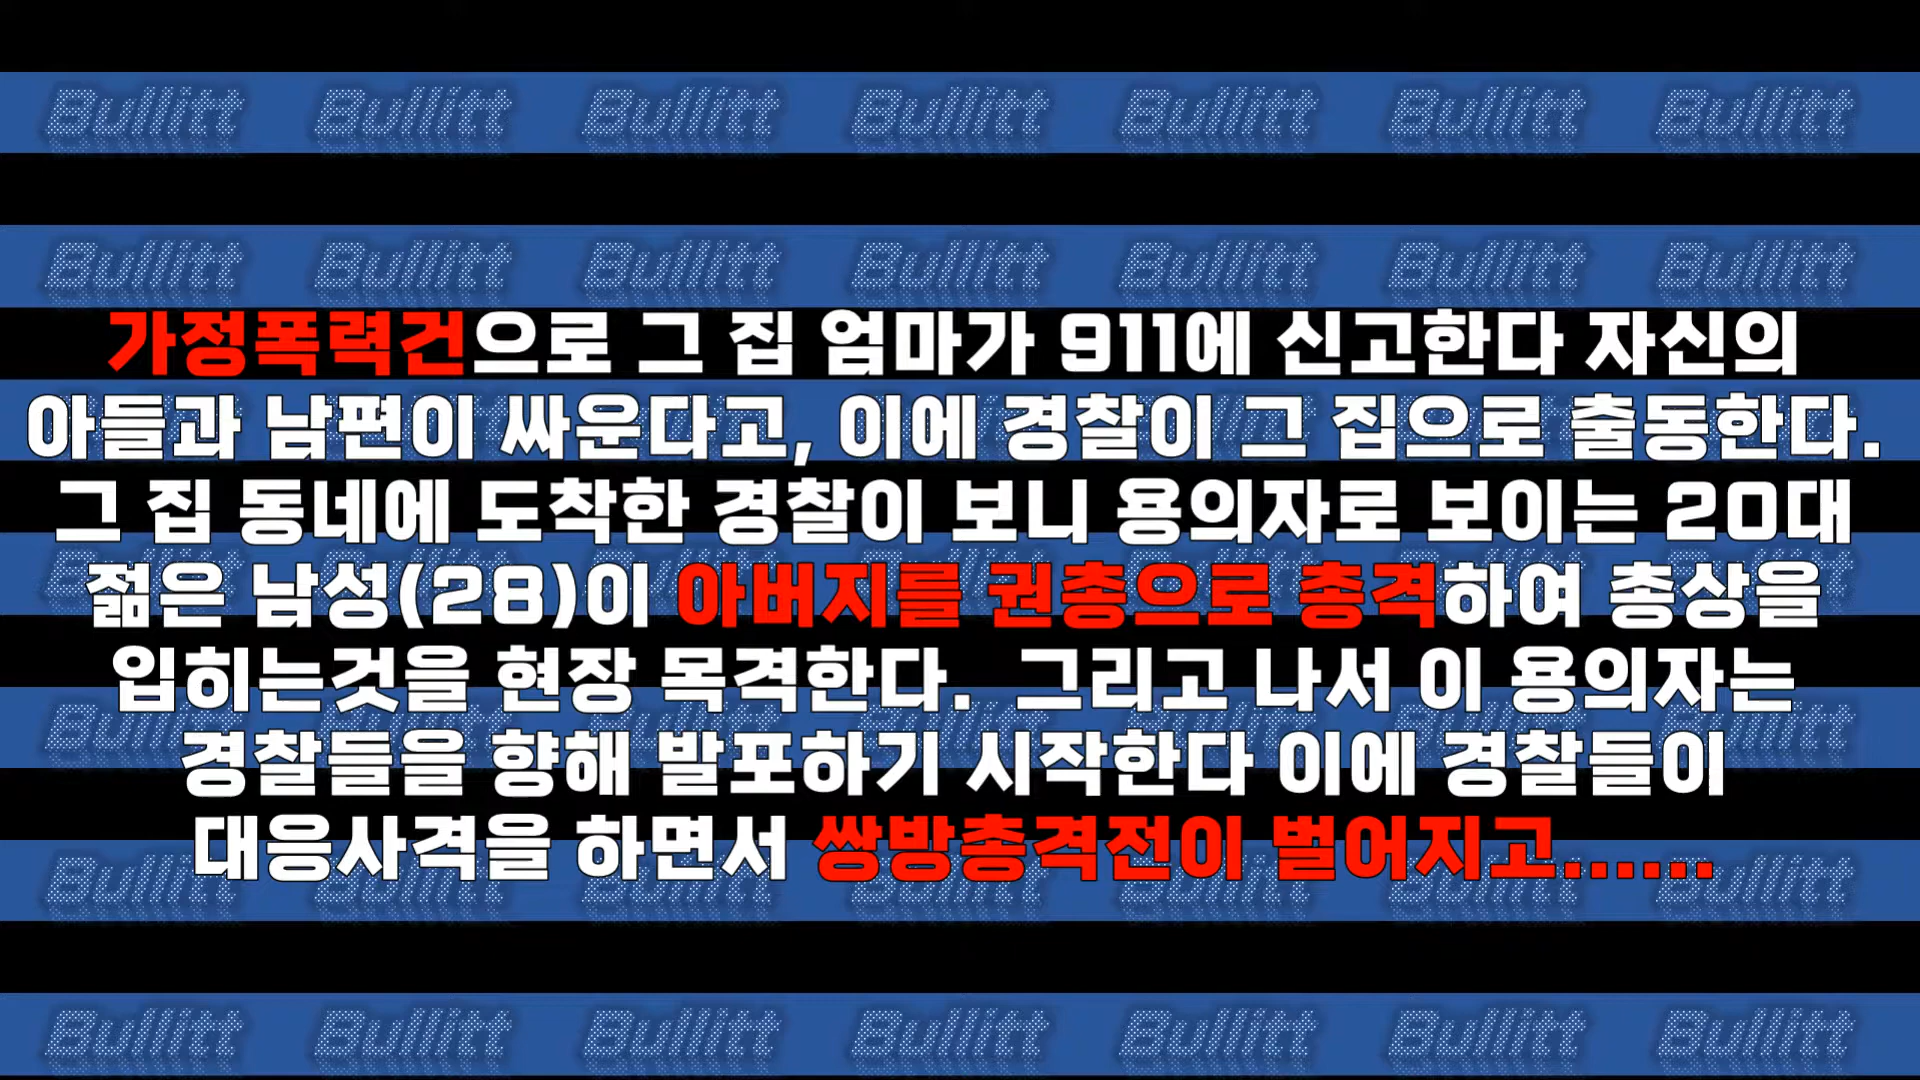 Bullitt Bullitt Bullitt Bullitt Bullitt Bullitt Bullitt
Bullitt Bullitt Bullitt Bullitt Bullitt Bullitt Bullitt
가정폭력건으로 그 집 엄마가 911에 신고한다 자신의
아들과 남편이 싸운다고, 이에 경찰이 그 집으로 출동한다.
그 집 동네에 도착한 경찰이 보니 용의자로 보이는 20대
젊은 남성(28)이 아버지를 권총으로 총격하여 총상을
입히는것을 현장 목격한다. 그리고 나서 이 용의자는
경찰들을 향해 발포하기 시작한다 이에 경찰들이
대응사격을 하면서 쌍방총격전이 벌어지고......
Bullitt Bullitt Bullitt Bullitt Bullitt Bullitt Bullitt